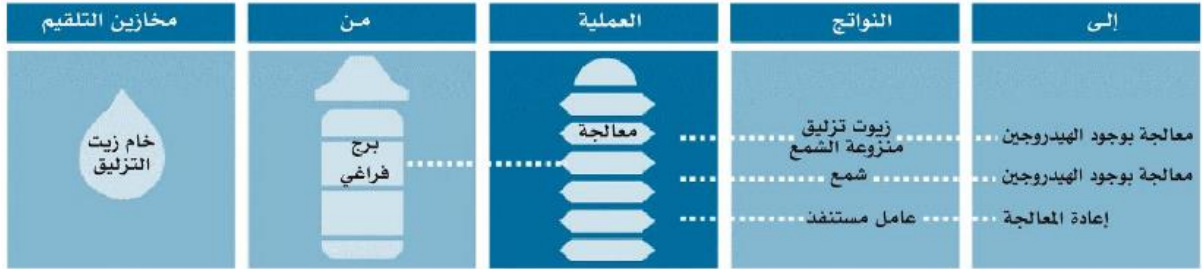 مخازين التلقيم
من
العملية
النواتج
إلى
خام زيت
التزليق
برج
فراغي
معالجة
زيوت تزليق
منزوعة الشمع
معالجة بوجود الهيدروجين
شمع
معالجة بوجود الهيدروجين
عامل مستنفذ
إعادة المعالجة